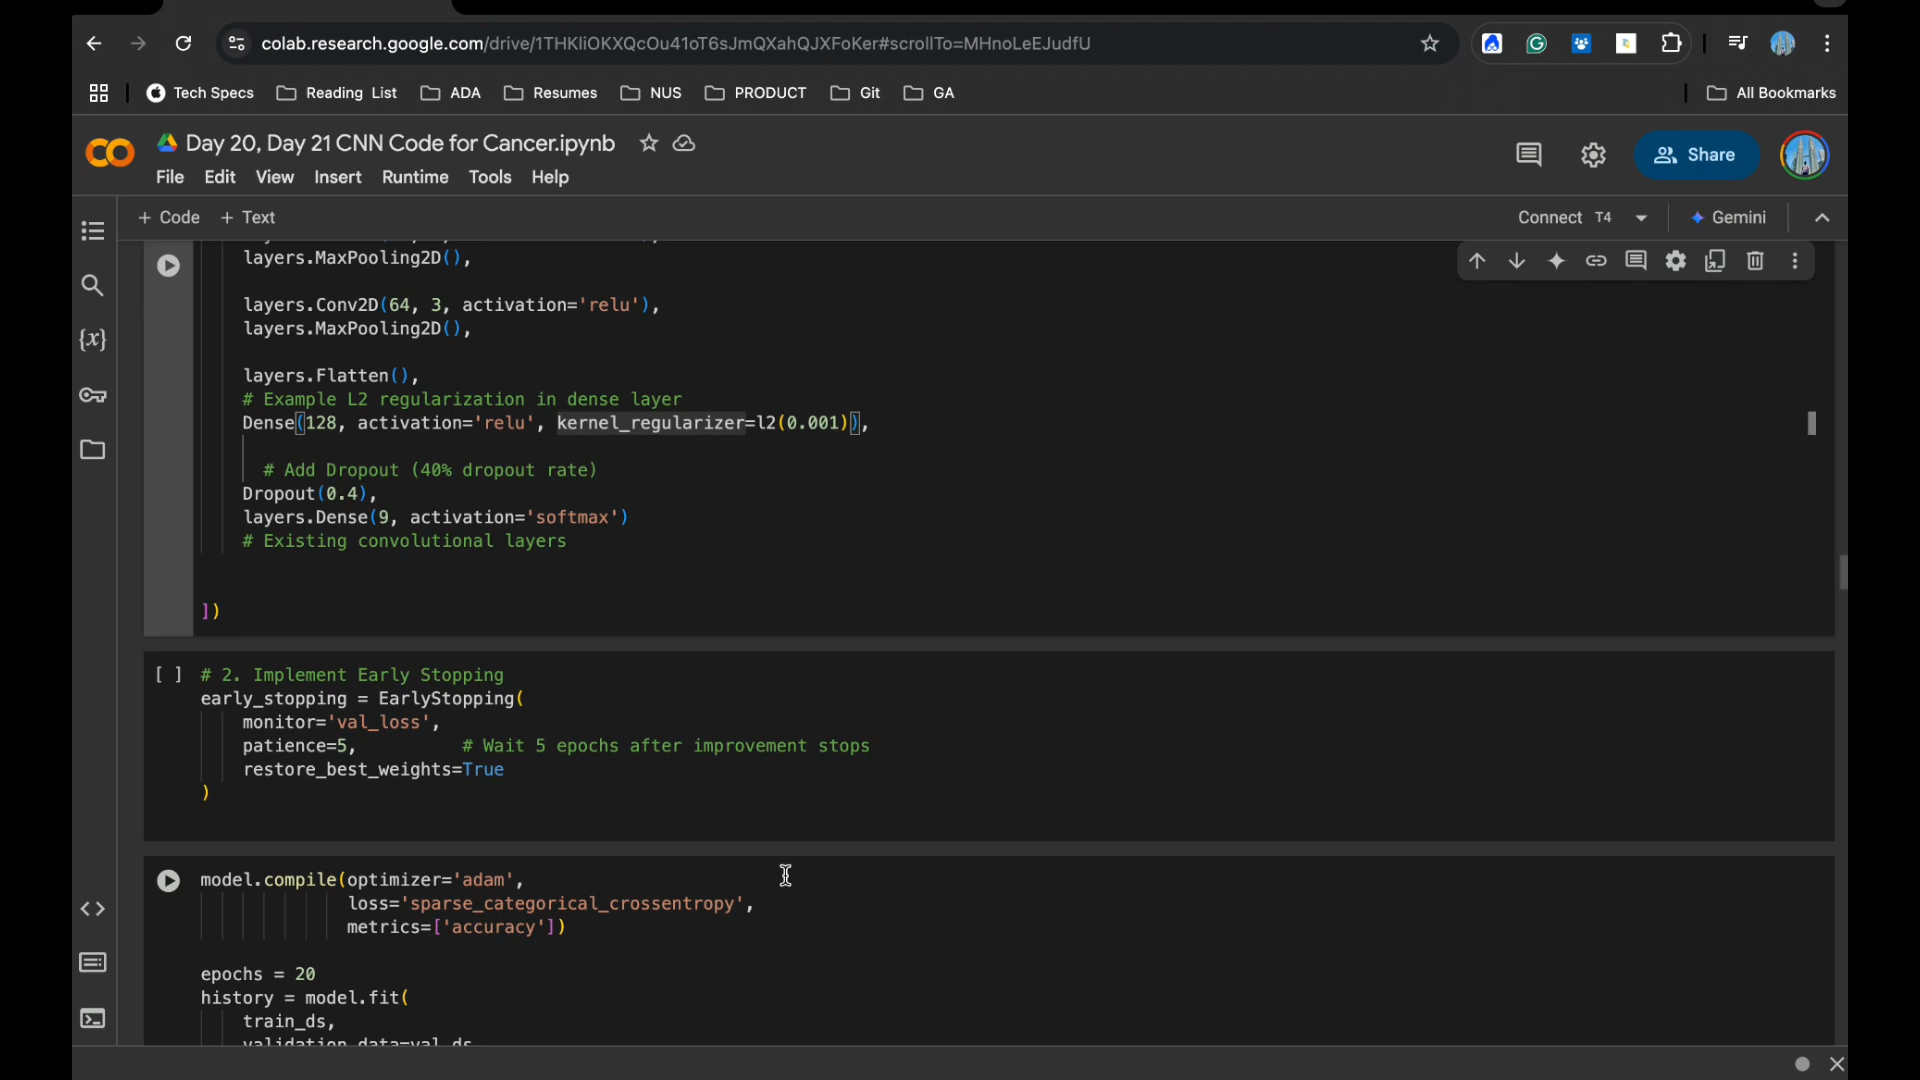 colab.research.google.com/drive/1THKliOKXQcOu41oT6sJmQXahQJXFoKer#scrollTo=MHnoLeEJudfU
Tech Specs Reading List ADA Resumes NUS PRODUCT Git GA All Bookmarks
CO Day 20, Day 21 CNN Code for Cancer.ipynb
Share
File Edit View Insert Runtime Tools Help
+ Code + Text Connect T4 Gemini
layers.MaxPooling2D(),
layers.Conv2D(64, 3, activation='relu'),
layers.MaxPooling2D(),
layers.Flatten(),
# Example L2 regularization in dense layer
Dense(128, activation='relu', kernel_regularizer=l2(0.001)),
# Add Dropout (40% dropout rate)
Dropout(0.4),
layers.Dense(9, activation='softmax')
# Existing convolutional layers
])
[ ] # 2. Implement Early Stopping
early_stopping = EarlyStopping(
monitor='val_loss',
patience=5, # Wait 5 epochs after improvement stops
restore_best_weights=True
)
model.compile(optimizer='adam',
loss='sparse_categorical_crossentropy',
metrics=['accuracy'])
epochs = 20
history = model.fit(
train_ds,
validation_data=val_ds